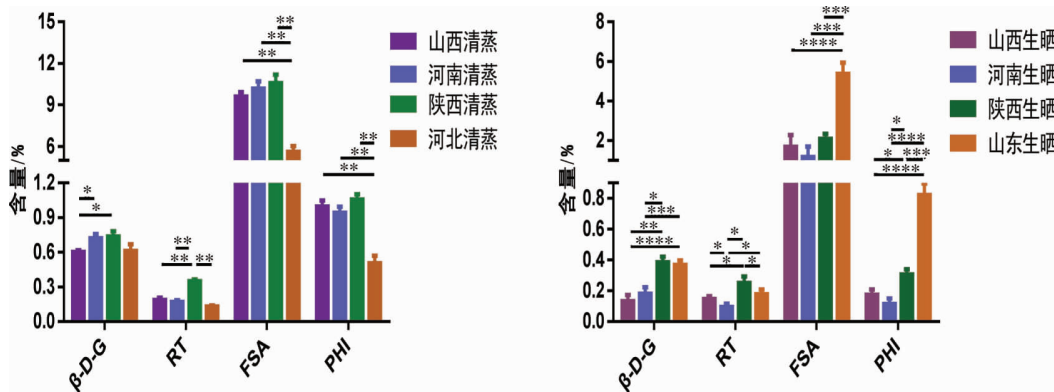 15
12
9
6
1.2
0.9
0.6
0.3
0.0
含量/%
*
*
**
**
**
**
**
**
**
**
**
β-D-G
RT
FSA
PHI
山西清蒸
河南清蒸
陕西清蒸
河北清蒸
8
6
4
2
0.8
0.6
0.4
0.2
0.0
含量/%
*
***
**
****
*
*
*
*
*
***
***
****
*
****
*
***
****
β-D-G
RT
FSA
PHI
山西生晒
河南生晒
陕西生晒
山东生晒